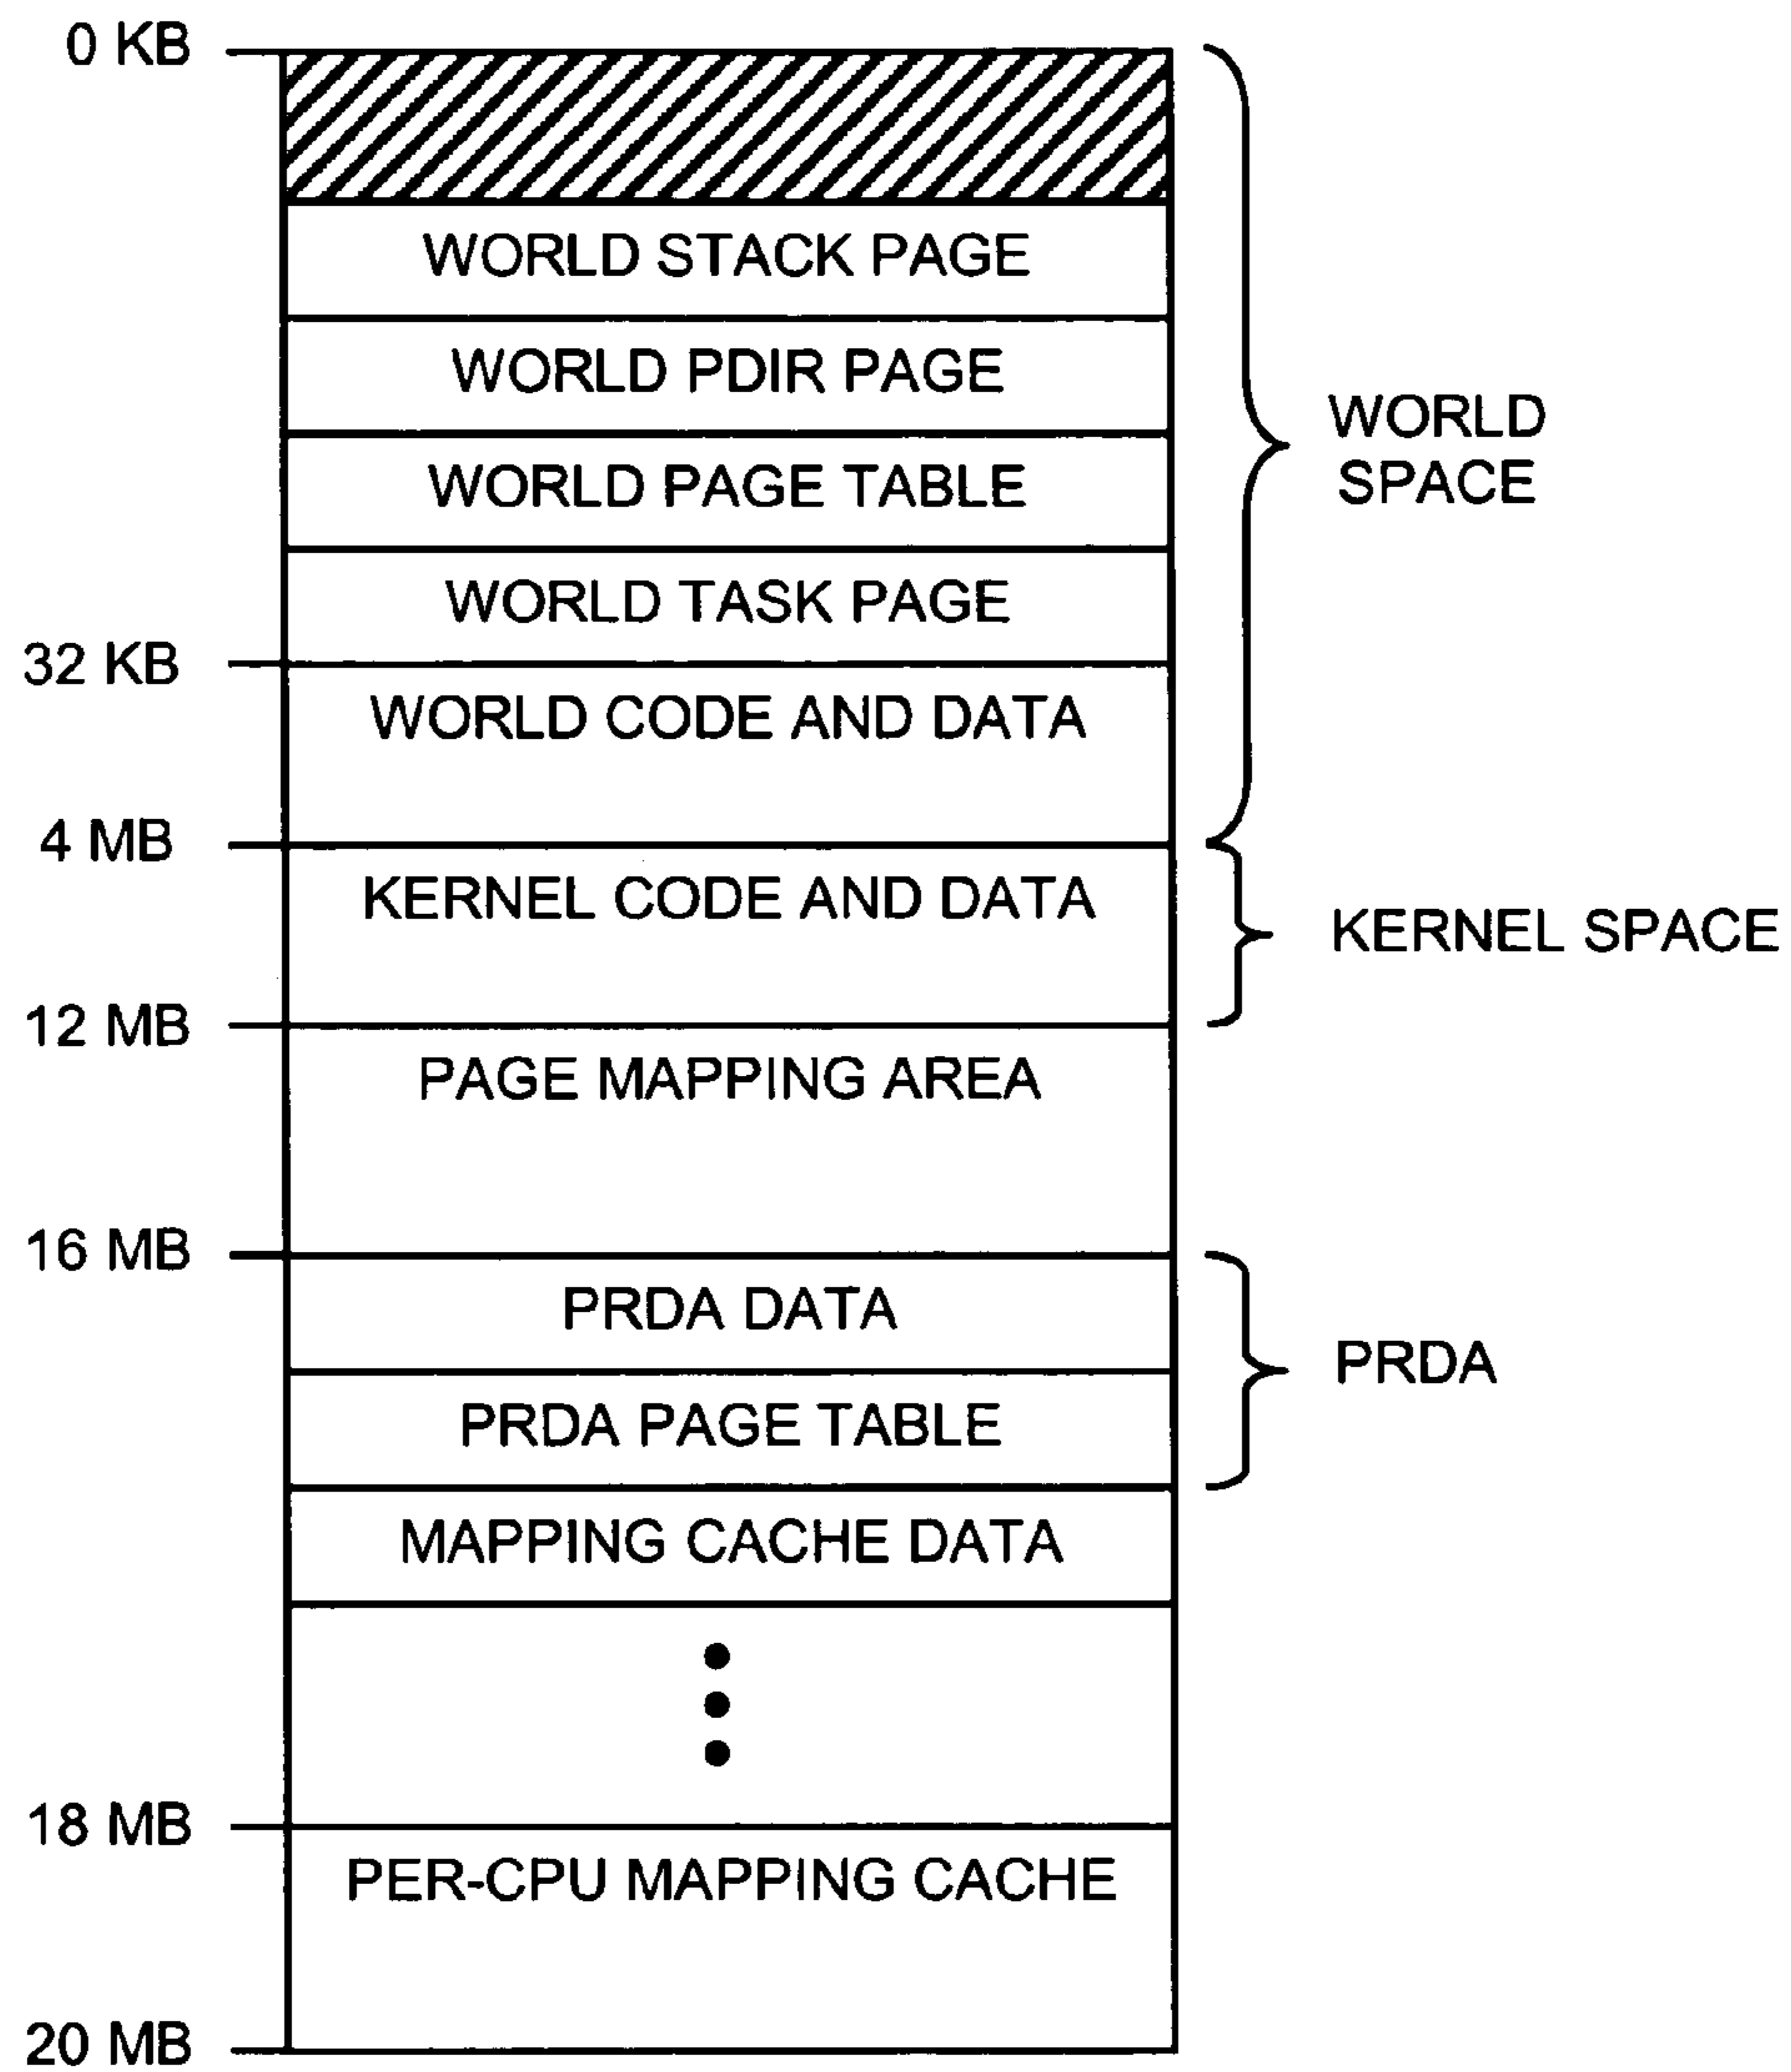 0 KB
WORLD STACK PAGE
WORLD PDIR PAGE
WORLD
SPACE
WORLD PAGE TABLE
WORLD TASK PAGE
32 KB
WORLD CODE AND DATA
4 MB
KERNEL CODE AND DATA
KERNEL SPACE
12 MB
PAGE MAPPING AREA
16 MB
PRDA DATA
PRDA
PRDA PAGE TABLE
MAPPING CACHE DATA
18 MB
PER-CPU MAPPING CACHE
20 MB